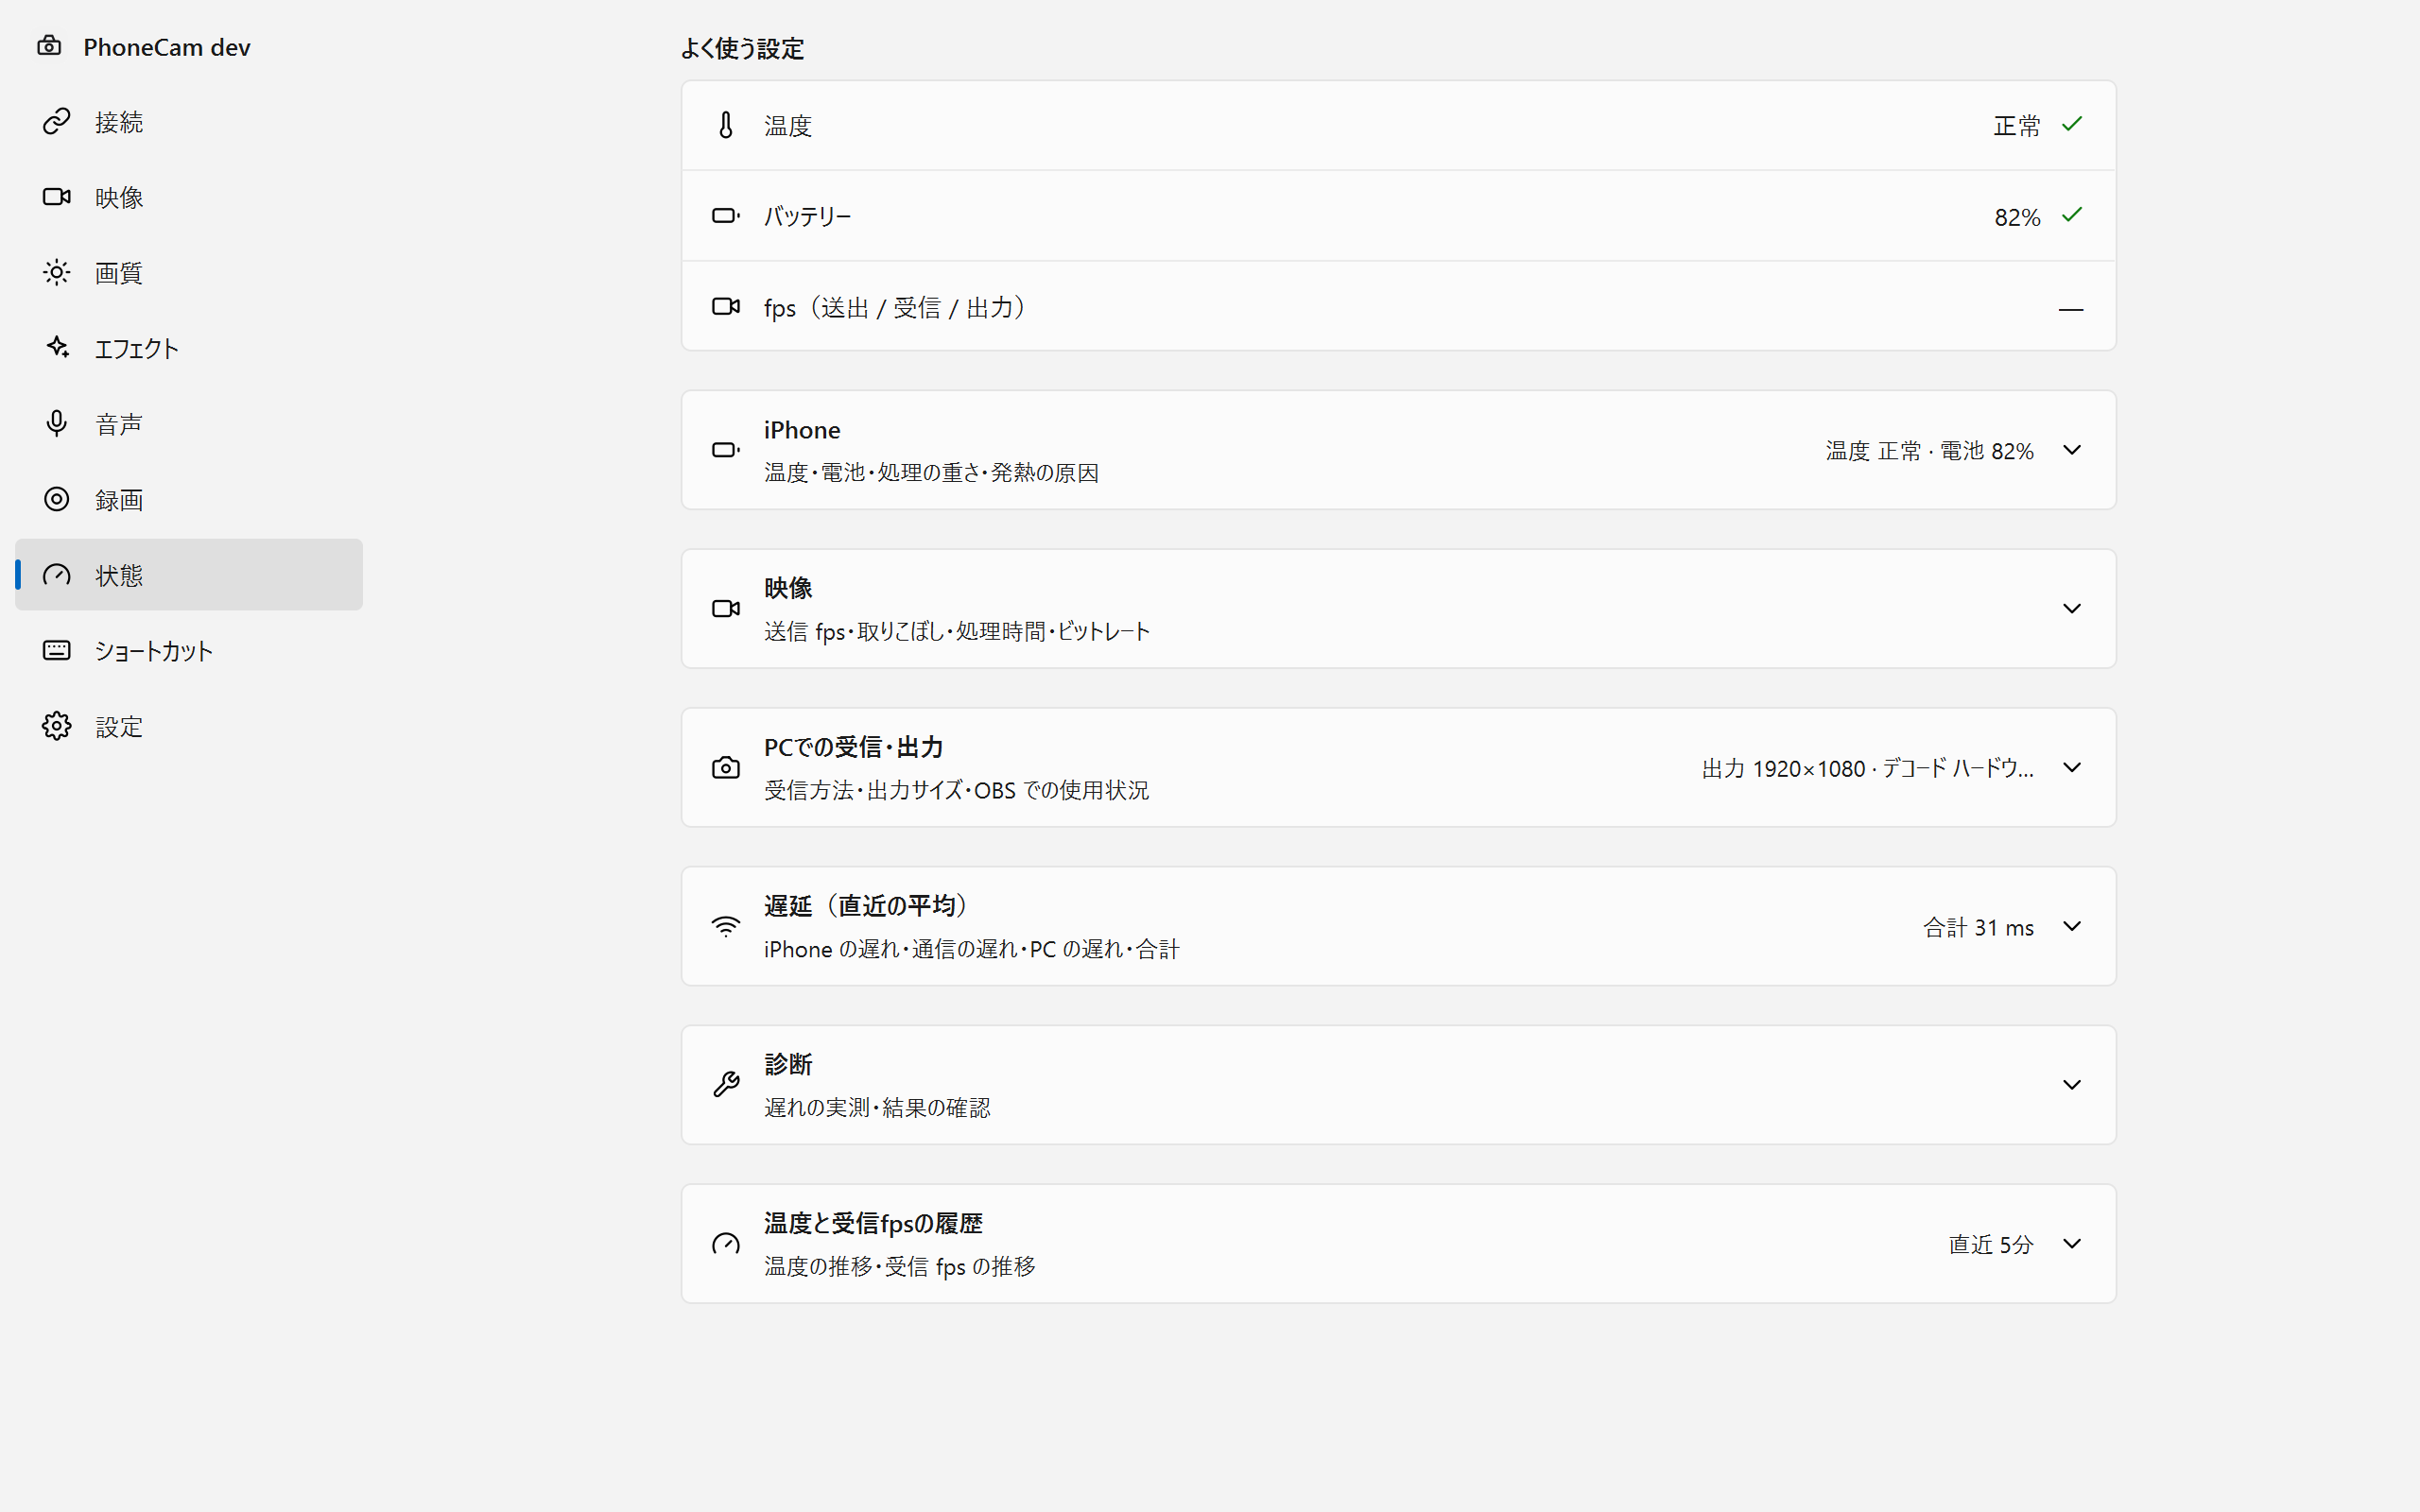 PhoneCam dev
接続
映像
画質
エフェクト
音声
録画
状態
ショートカット
設定
よく使う設定
温度 正常
バッテリー 82%
fps（送出 / 受信 / 出力） —
iPhone
温度・電池・処理の重さ・発熱の原因
温度 正常 · 電池 82%
映像
送信 fps・取りこぼし・処理時間・ビットレート
PCでの受信・出力
受信方法・出力サイズ・OBS での使用状況
出力 1920×1080 · デコード ハードウ...
遅延（直近の平均）
iPhone の遅れ・通信の遅れ・PC の遅れ・合計
合計 31 ms
診断
遅れの実測・結果の確認
温度と受信fpsの履歴
温度の推移・受信 fps の推移
直近 5分